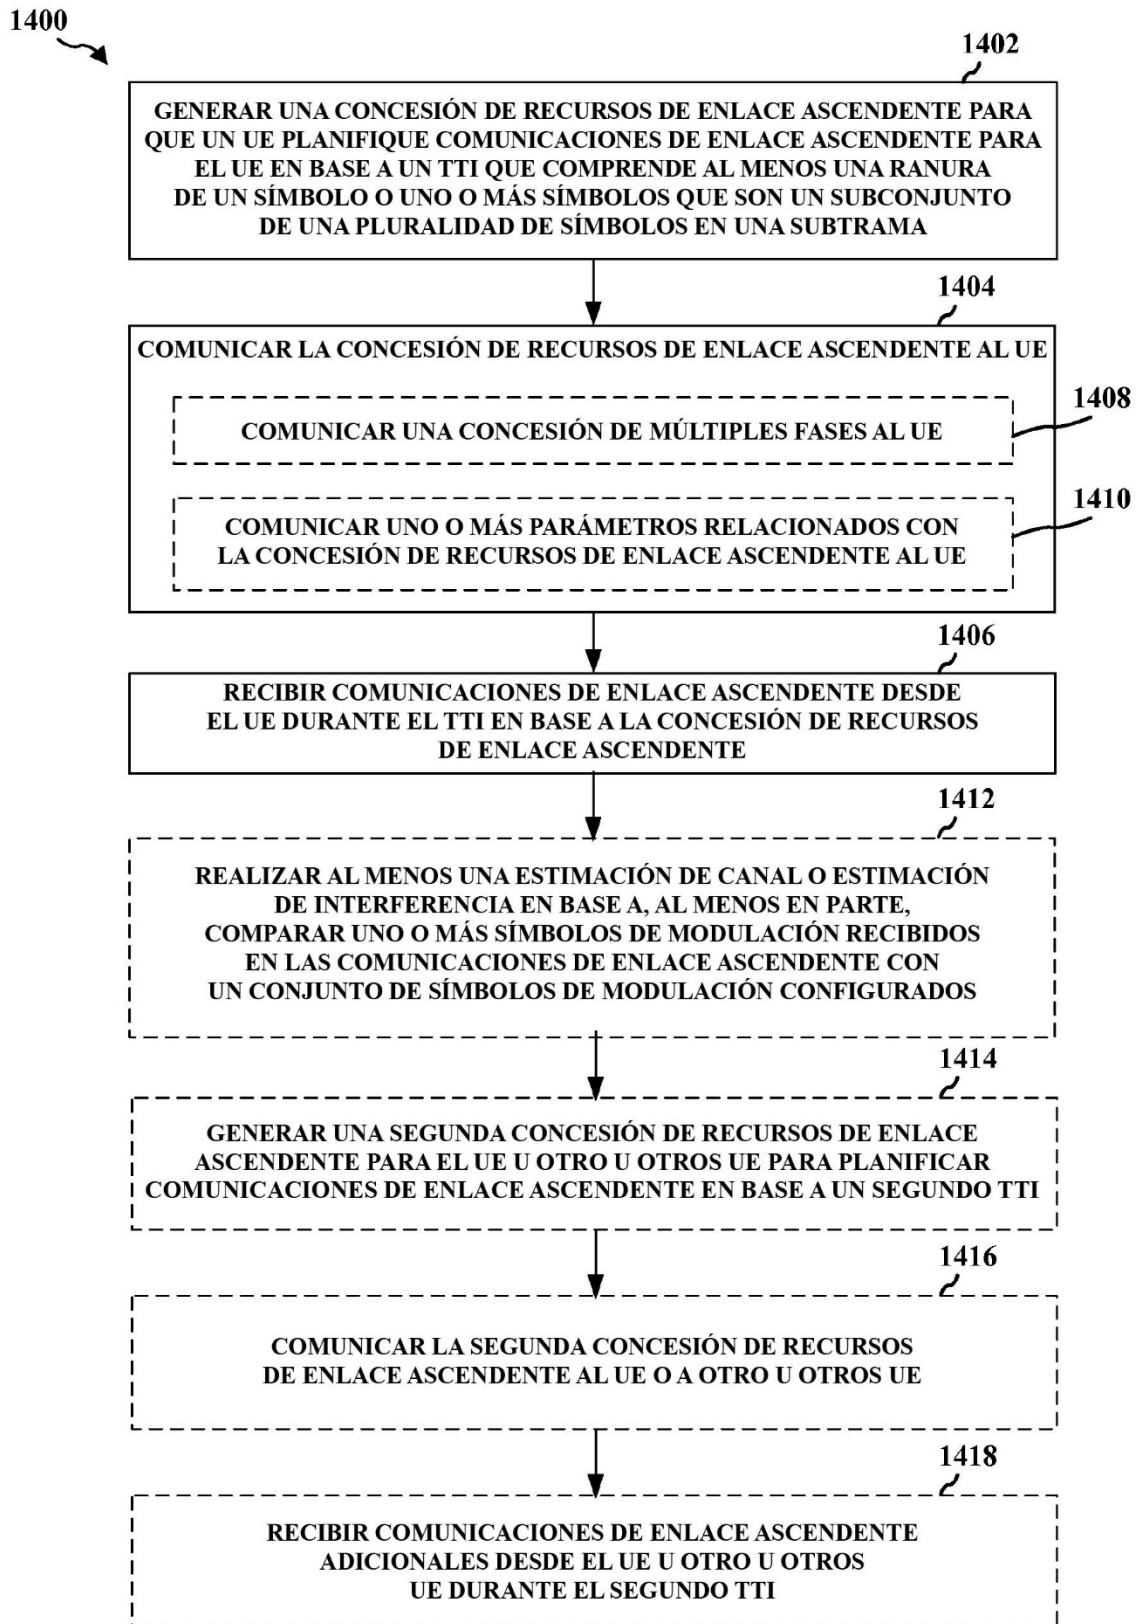 1400
1402
GENERAR UNA CONCESIÓN DE RECURSOS DE ENLACE ASCENDENTE PARA
QUE UN UE PLANIFIQUE COMUNICACIONES DE ENLACE ASCENDENTE PARA
EL UE EN BASE A UN TTI QUE COMPRENDE AL MENOS UNA RANURA
DE UN SÍMBOLO O UNO O MÁS SÍMBOLOS QUE SON UN SUBCONJUNTO
DE UNA PLURALIDAD DE SÍMBOLOS EN UNA SUBTRAMA
1404
COMUNICAR LA CONCESIÓN DE RECURSOS DE ENLACE ASCENDENTE AL UE
1408
COMUNICAR UNA CONCESIÓN DE MÚLTIPLES FASES AL UE
1410
COMUNICAR UNO O MÁS PARÁMETROS RELACIONADOS CON
LA CONCESIÓN DE RECURSOS DE ENLACE ASCENDENTE AL UE
1406
RECIBIR COMUNICACIONES DE ENLACE ASCENDENTE DESDE
EL UE DURANTE EL TTI EN BASE A LA CONCESIÓN DE RECURSOS
DE ENLACE ASCENDENTE
1412
REALIZAR AL MENOS UNA ESTIMACIÓN DE CANAL O ESTIMACIÓN
DE INTERFERENCIA EN BASE A, AL MENOS EN PARTE,
COMPARAR UNO O MÁS SÍMBOLOS DE MODULACIÓN RECIBIDOS
EN LAS COMUNICACIONES DE ENLACE ASCENDENTE CON
UN CONJUNTO DE SÍMBOLOS DE MODULACIÓN CONFIGURADOS
1414
GENERAR UNA SEGUNDA CONCESIÓN DE RECURSOS DE ENLACE
ASCENDENTE PARA EL UE U OTRO U OTROS UE PARA PLANIFICAR
COMUNICACIONES DE ENLACE ASCENDENTE EN BASE A UN SEGUNDO TTI
1416
COMUNICAR LA SEGUNDA CONCESIÓN DE RECURSOS
DE ENLACE ASCENDENTE AL UE O A OTRO U OTROS UE
1418
RECIBIR COMUNICACIONES DE ENLACE ASCENDENTE
ADICIONALES DESDE EL UE U OTRO U OTROS
UE DURANTE EL SEGUNDO TTI